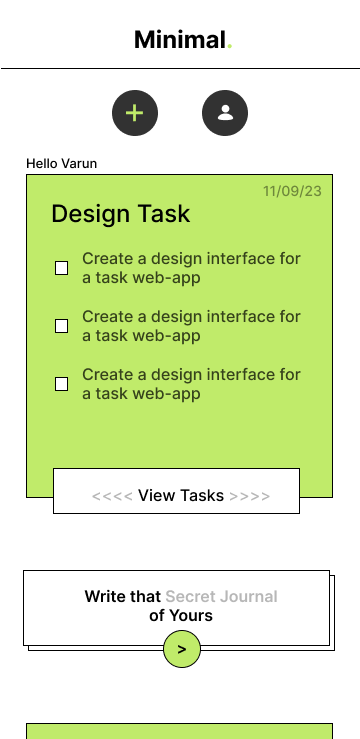 Minimal.
Hello Varun
11/09/23
Design Task
Create a design interface for
a task web-app
Create a design interface for
a task web-app
Create a design interface for
a task web-app
<<<< View Tasks >>>>
Write that Secret Journal
of Yours
>